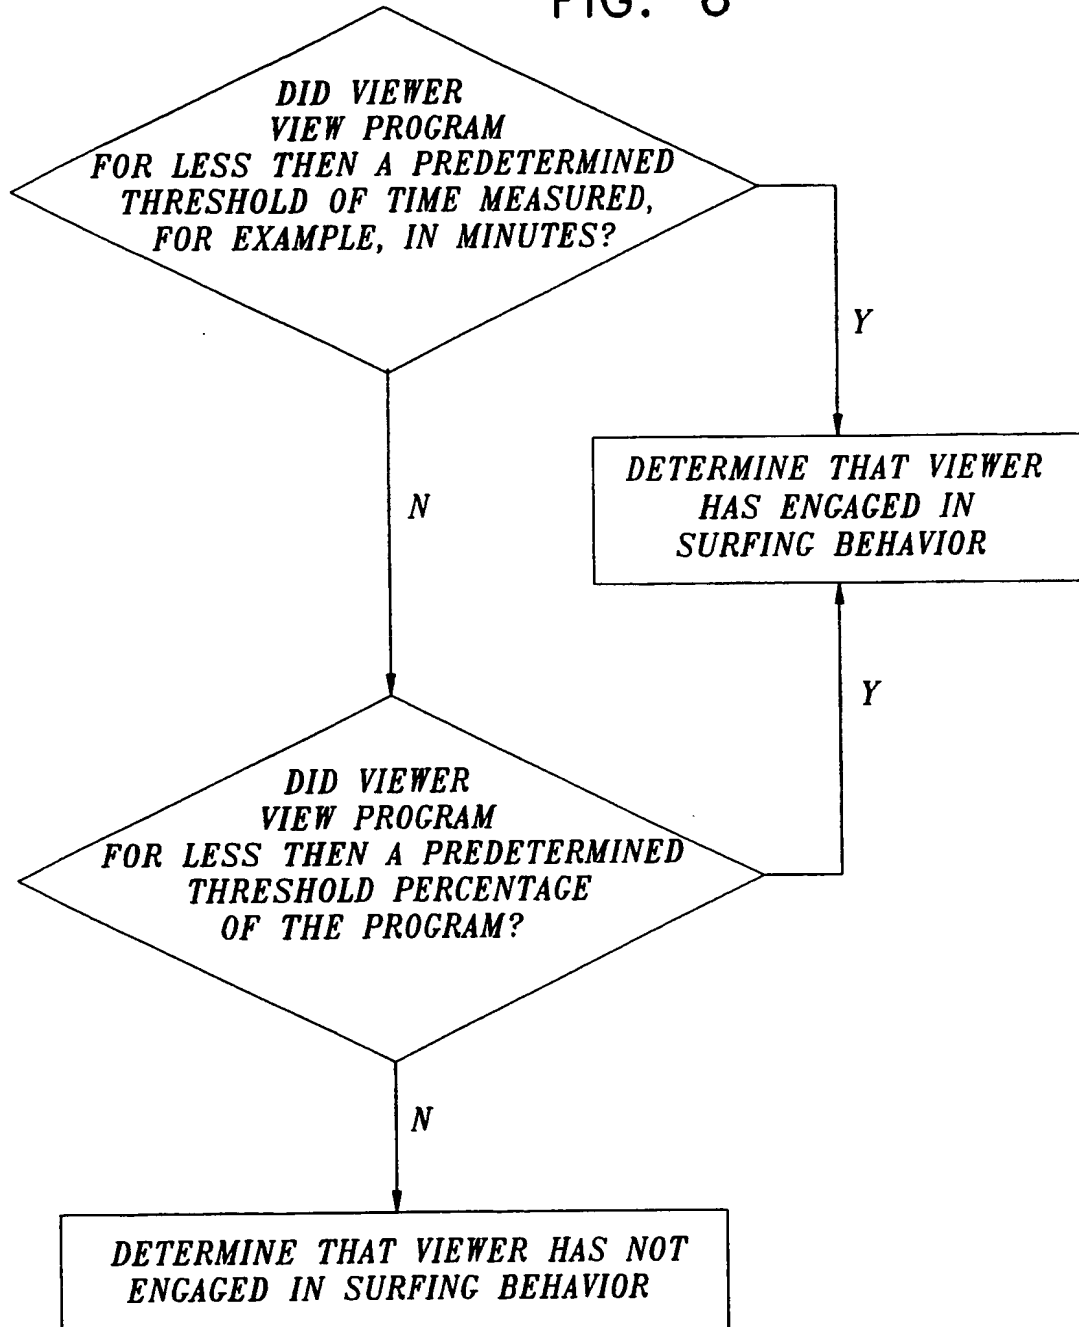 FIG. 8
DID VIEWER
VIEW PROGRAM
FOR LESS THEN A PREDETERMINED
THRESHOLD OF TIME MEASURED,
FOR EXAMPLE, IN MINUTES?
Y
DETERMINE THAT VIEWER
HAS ENGAGED IN
SURFING BEHAVIOR
N
Y
DID VIEWER
VIEW PROGRAM
FOR LESS THEN A PREDETERMINED
THRESHOLD PERCENTAGE
OF THE PROGRAM?
N
DETERMINE THAT VIEWER HAS NOT
ENGAGED IN SURFING BEHAVIOR